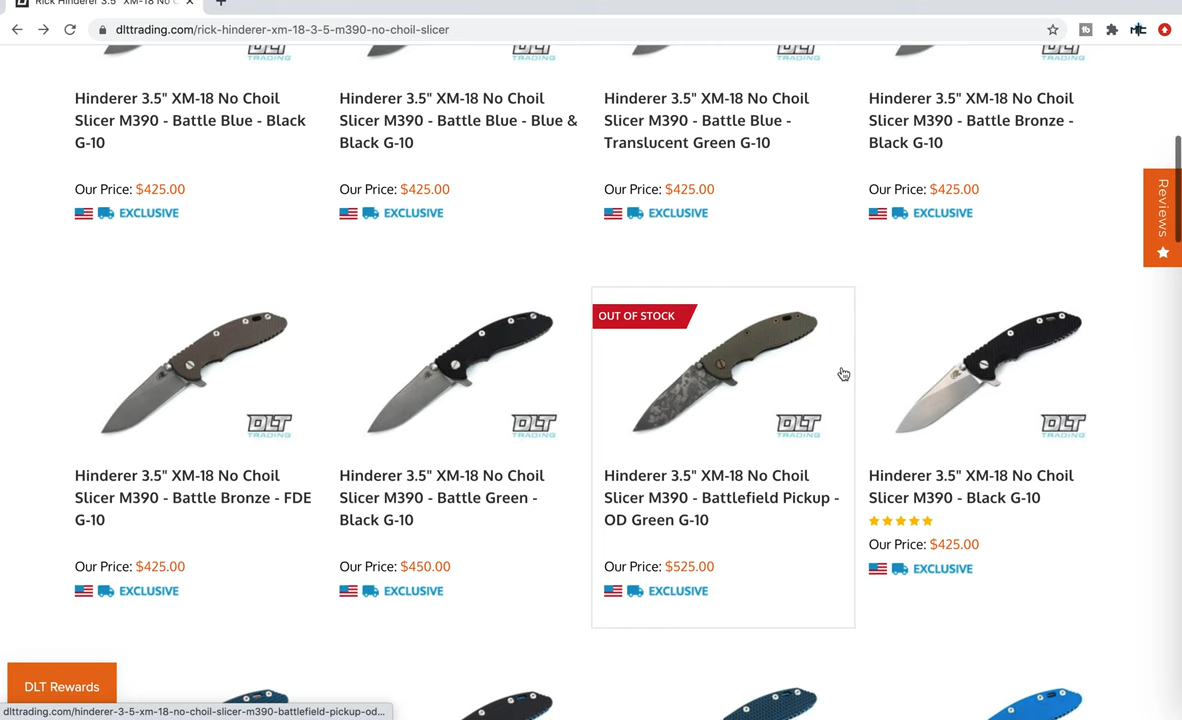 Rick Hinderer 3.5" XM-18 No C
dlttrading.com/rick-hinderer-xm-18-3-5-m390-no-choil-slicer
DLT TRADING
DLT TRADING
DLT TRADING
DLT TRADING
Hinderer 3.5" XM-18 No Choil
Slicer M390 - Battle Blue - Black
G-10
Our Price: $425.00
EXCLUSIVE
Hinderer 3.5" XM-18 No Choil
Slicer M390 - Battle Blue - Blue &
Black G-10
Our Price: $425.00
EXCLUSIVE
Hinderer 3.5" XM-18 No Choil
Slicer M390 - Battle Blue -
Translucent Green G-10
Our Price: $425.00
EXCLUSIVE
Hinderer 3.5" XM-18 No Choil
Slicer M390 - Battle Bronze -
Black G-10
Our Price: $425.00
EXCLUSIVE
Reviews
DLT
TRADING
Hinderer 3.5" XM-18 No Choil
Slicer M390 - Battle Bronze - FDE
G-10
Our Price: $425.00
EXCLUSIVE
DLT
TRADING
Hinderer 3.5" XM-18 No Choil
Slicer M390 - Battle Green -
Black G-10
Our Price: $450.00
EXCLUSIVE
OUT OF STOCK
DLT
TRADING
Hinderer 3.5" XM-18 No Choil
Slicer M390 - Battlefield Pickup -
OD Green G-10
Our Price: $525.00
EXCLUSIVE
DLT
TRADING
Hinderer 3.5" XM-18 No Choil
Slicer M390 - Black G-10
Our Price: $425.00
EXCLUSIVE
DLT Rewards
dlttrading.com/hinderer-3-5-xm-18-no-choil-slicer-m390-battlefield-pickup-od...